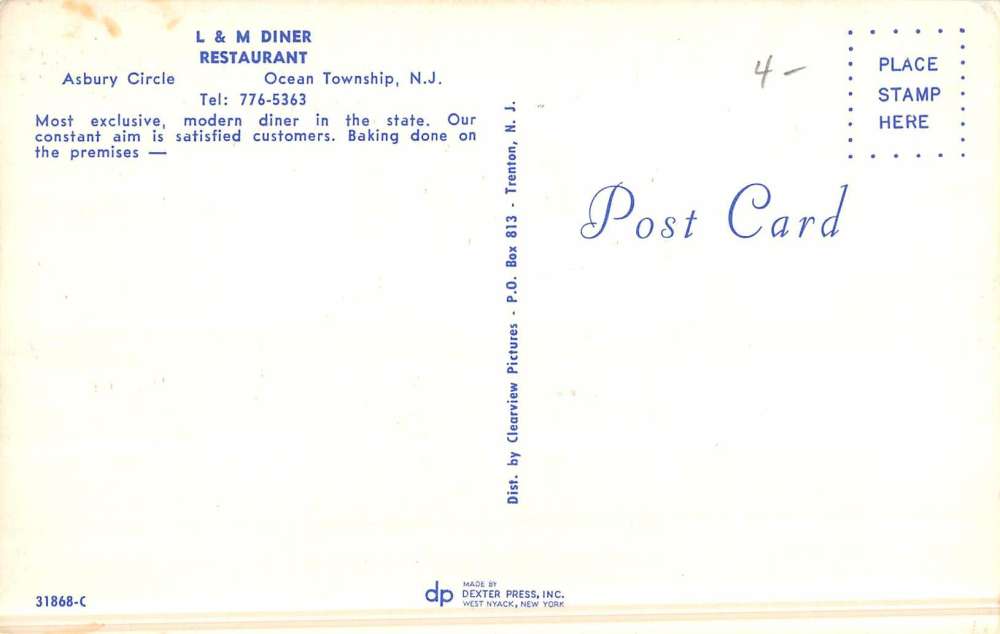 L & M DINER
RESTAURANT
Asbury Circle Ocean Township, N.J.
Tel: 776-5363
Most exclusive, modern diner in the state. Our
constant aim is satisfied customers. Baking done on
the premises —
Dist. by Clearview Pictures - P.O. Box 813 - Trenton, N. J.
4 -
PLACE
STAMP
HERE
Post Card
31868-C
dp
MADE BY
DEXTER PRESS, INC.
WEST NYACK, NEW YORK